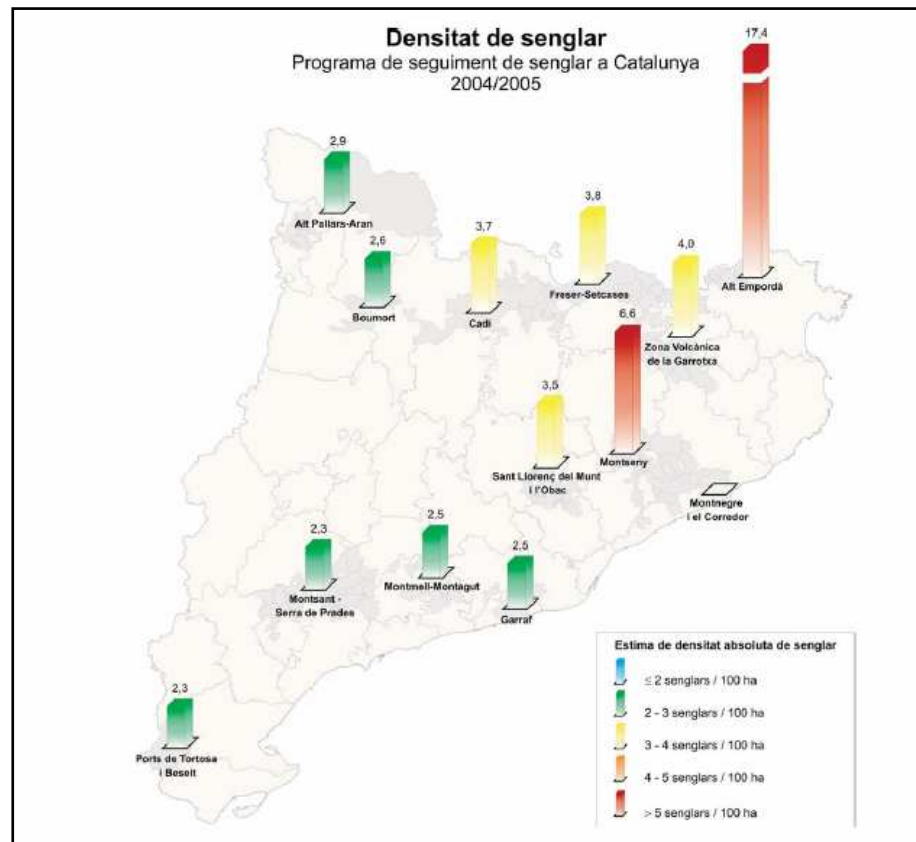 Densitat de senglar
Programa de seguiment de senglar a Catalunya
2004/2005
17,4
Alt Empordà
2,9
Alt Pallars-Aran
2,6
Boumort
3,7
Cadí
3,8
Freser-Setcases
4,0
Zona Volcànica
de la Garrotxa
6,6
Montseny
3,5
Sant Llorenç del Munt
i l'Obac
Montnegre
i el Corredor
2,3
Montsant -
Serra de Prades
2,5
Montmell-Montagut
2,5
Garraf
2,3
Ports de Tortosa
i Beseit
Estima de densitat absoluta de senglar
≤ 2 senglars / 100 ha
2 - 3 senglars / 100 ha
3 - 4 senglars / 100 ha
4 - 5 senglars / 100 ha
> 5 senglars / 100 ha